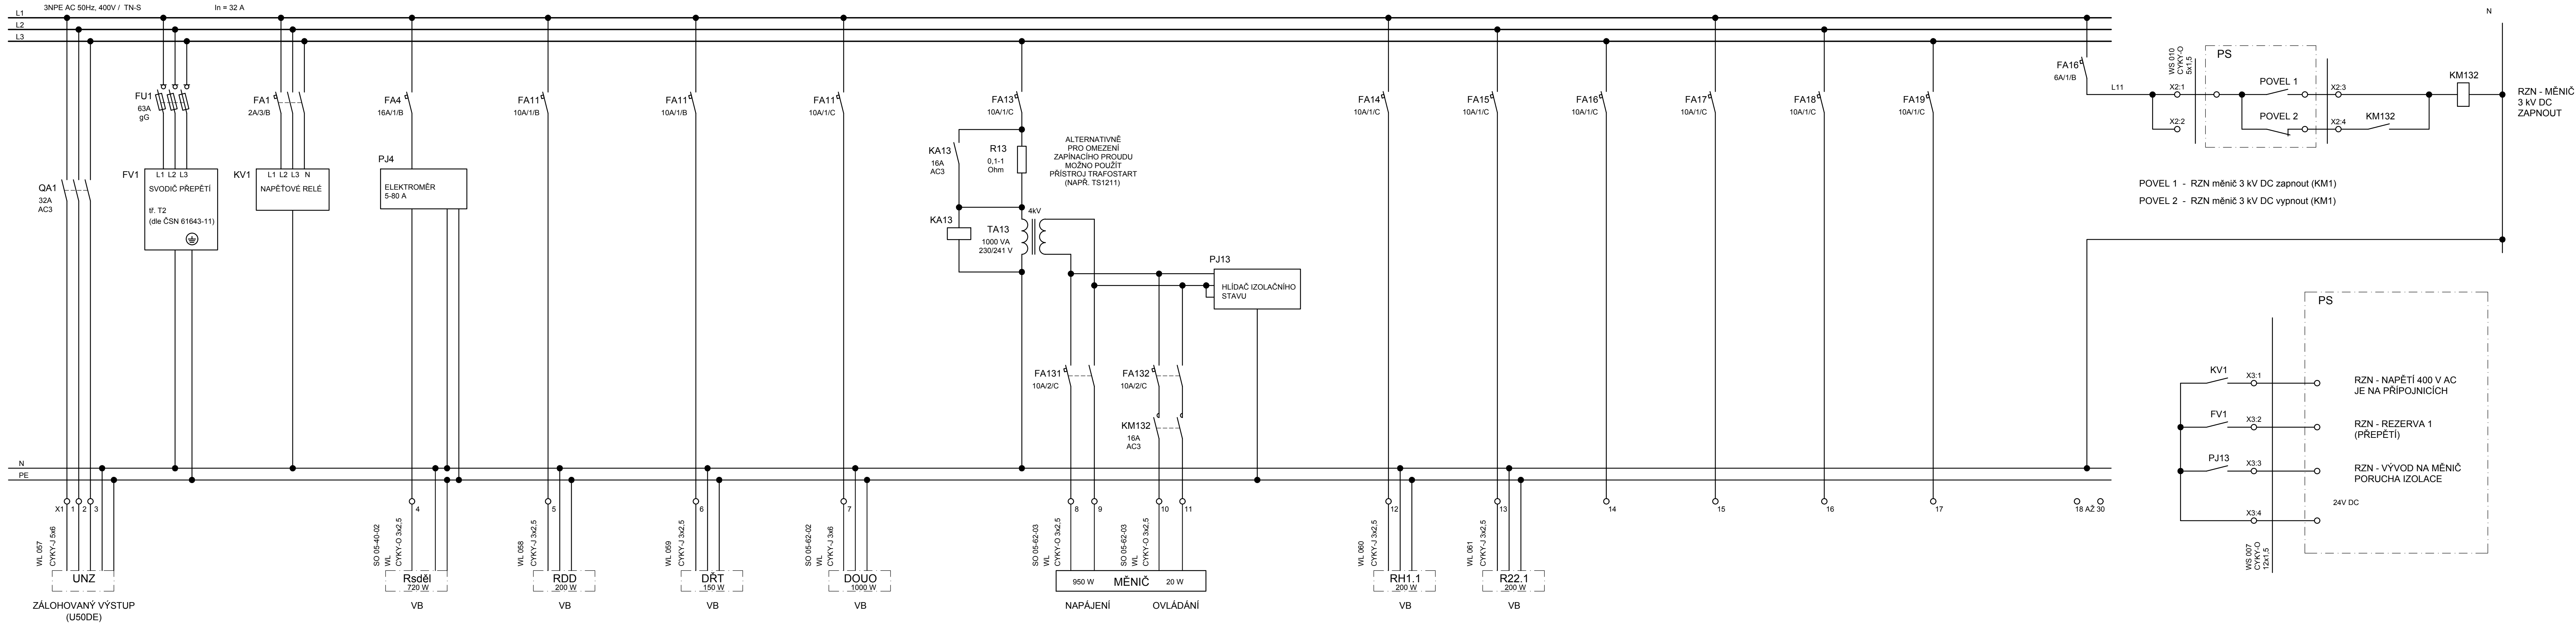 3NPE AC 50Hz, 400V / TN-S
In = 32 A
L1
L2
L3
N
FU1
63A
gG
FA1
2A/3/B
FA4
16A/1/B
FA11
10A/1/B
FA11
10A/1/B
FA11
10A/1/C
FA13
10A/1/C
FA14
10A/1/C
FA15
10A/1/C
FA16
10A/1/C
FA17
10A/1/C
FA18
10A/1/C
FA19
10A/1/C
FA16
6A/1/B
L11
WS 010
CYKY-O
5x1,5
X2:1
X2:2
PS
POVEL 1
POVEL 2
X2:3
X2:4
KM132
KM132
RZN - MĚNIČ
3 kV DC
ZAPNOUT
POVEL 1 - RZN měnič 3 kV DC zapnout (KM1)
POVEL 2 - RZN měnič 3 kV DC vypnout (KM1)
QA1
32A
AC3
FV1
L1 L2 L3
SVODIČ PŘEPĚTÍ
tř. T2
(dle ČSN 61643-11)
KV1
L1 L2 L3 N
NAPĚŤOVÉ RELÉ
PJ4
ELEKTROMĚR
5-80 A
KA13
16A
AC3
R13
0,1-1
Ohm
ALTERNATIVNĚ
PRO OMEZENÍ
ZAPÍNACÍHO PROUDU
MOŽNO POUŽÍT
PŘÍSTROJ TRAFOSTART
(NAPŘ. TS1211)
KA13
4kV
TA13
1000 VA
230/241 V
PJ13
HLÍDAČ IZOLAČNÍHO
STAVU
FA131
10A/2/C
FA132
10A/2/C
KM132
16A
AC3
PS
KV1
X3:1
RZN - NAPĚTÍ 400 V AC
JE NA PŘÍPOJNICÍCH
FV1
X3:2
RZN - REZERVA 1
(PŘEPĚTÍ)
PJ13
X3:3
RZN - VÝVOD NA MĚNIČ
PORUCHA IZOLACE
24V DC
X3:4
WS 007
CYKY-O
12x1,5
N
PE
X1
1
2
3
4
5
6
7
8
9
10
11
12
13
14
15
16
17
18 AŽ 30
WL 057
CYKY-J 5x6
SO 05-40-02
WL
CYKY-O 3x2,5
WL 058
CYKY-J 3x2,5
WL 059
CYKY-J 3x2,5
SO 05-62-02
WL
CYKY-J 3x6
SO 05-62-03
WL
CYKY-O 3x2,5
SO 05-62-03
WL
CYKY-O 3x2,5
WL 060
CYKY-J 3x2,5
WL 061
CYKY-J 3x2,5
UNZ
ZÁLOHOVANÝ VÝSTUP
(U50DE)
Rsděl
720 W
VB
RDD
200 W
VB
DŘT
150 W
VB
DOUO
1000 W
VB
950 W
MĚNIČ
20 W
NAPÁJENÍ
OVLÁDÁNÍ
RH1.1
200 W
VB
R22.1
200 W
VB